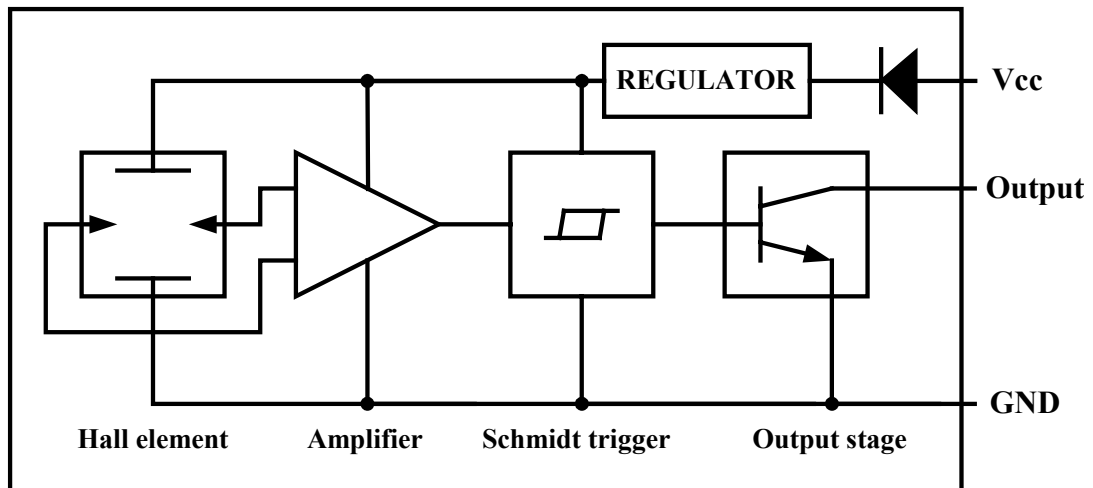 REGULATOR
Vcc
Output
GND
Hall element
Amplifier
Schmidt trigger
Output stage